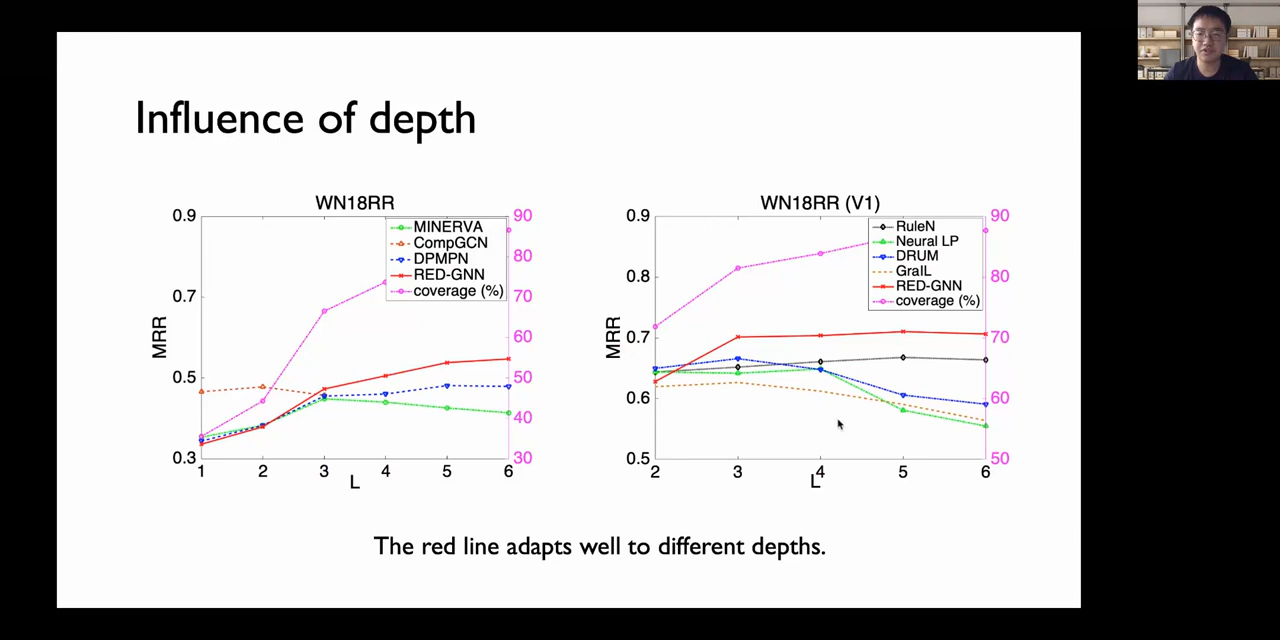 Influence of depth
WN18RR
0.9
0.7
0.5
0.3
MRR
90
80
70
60
50
40
30
MINERVA
CompGCN
DPMPN
RED-GNN
coverage (%)
1 2 3 4 5 6
L
WN18RR (V1)
0.9
0.8
0.7
0.6
0.5
MRR
90
80
70
60
50
RuleN
Neural LP
DRUM
GraIL
RED-GNN
coverage (%)
2 3 4 5 6
L
The red line adapts well to different depths.